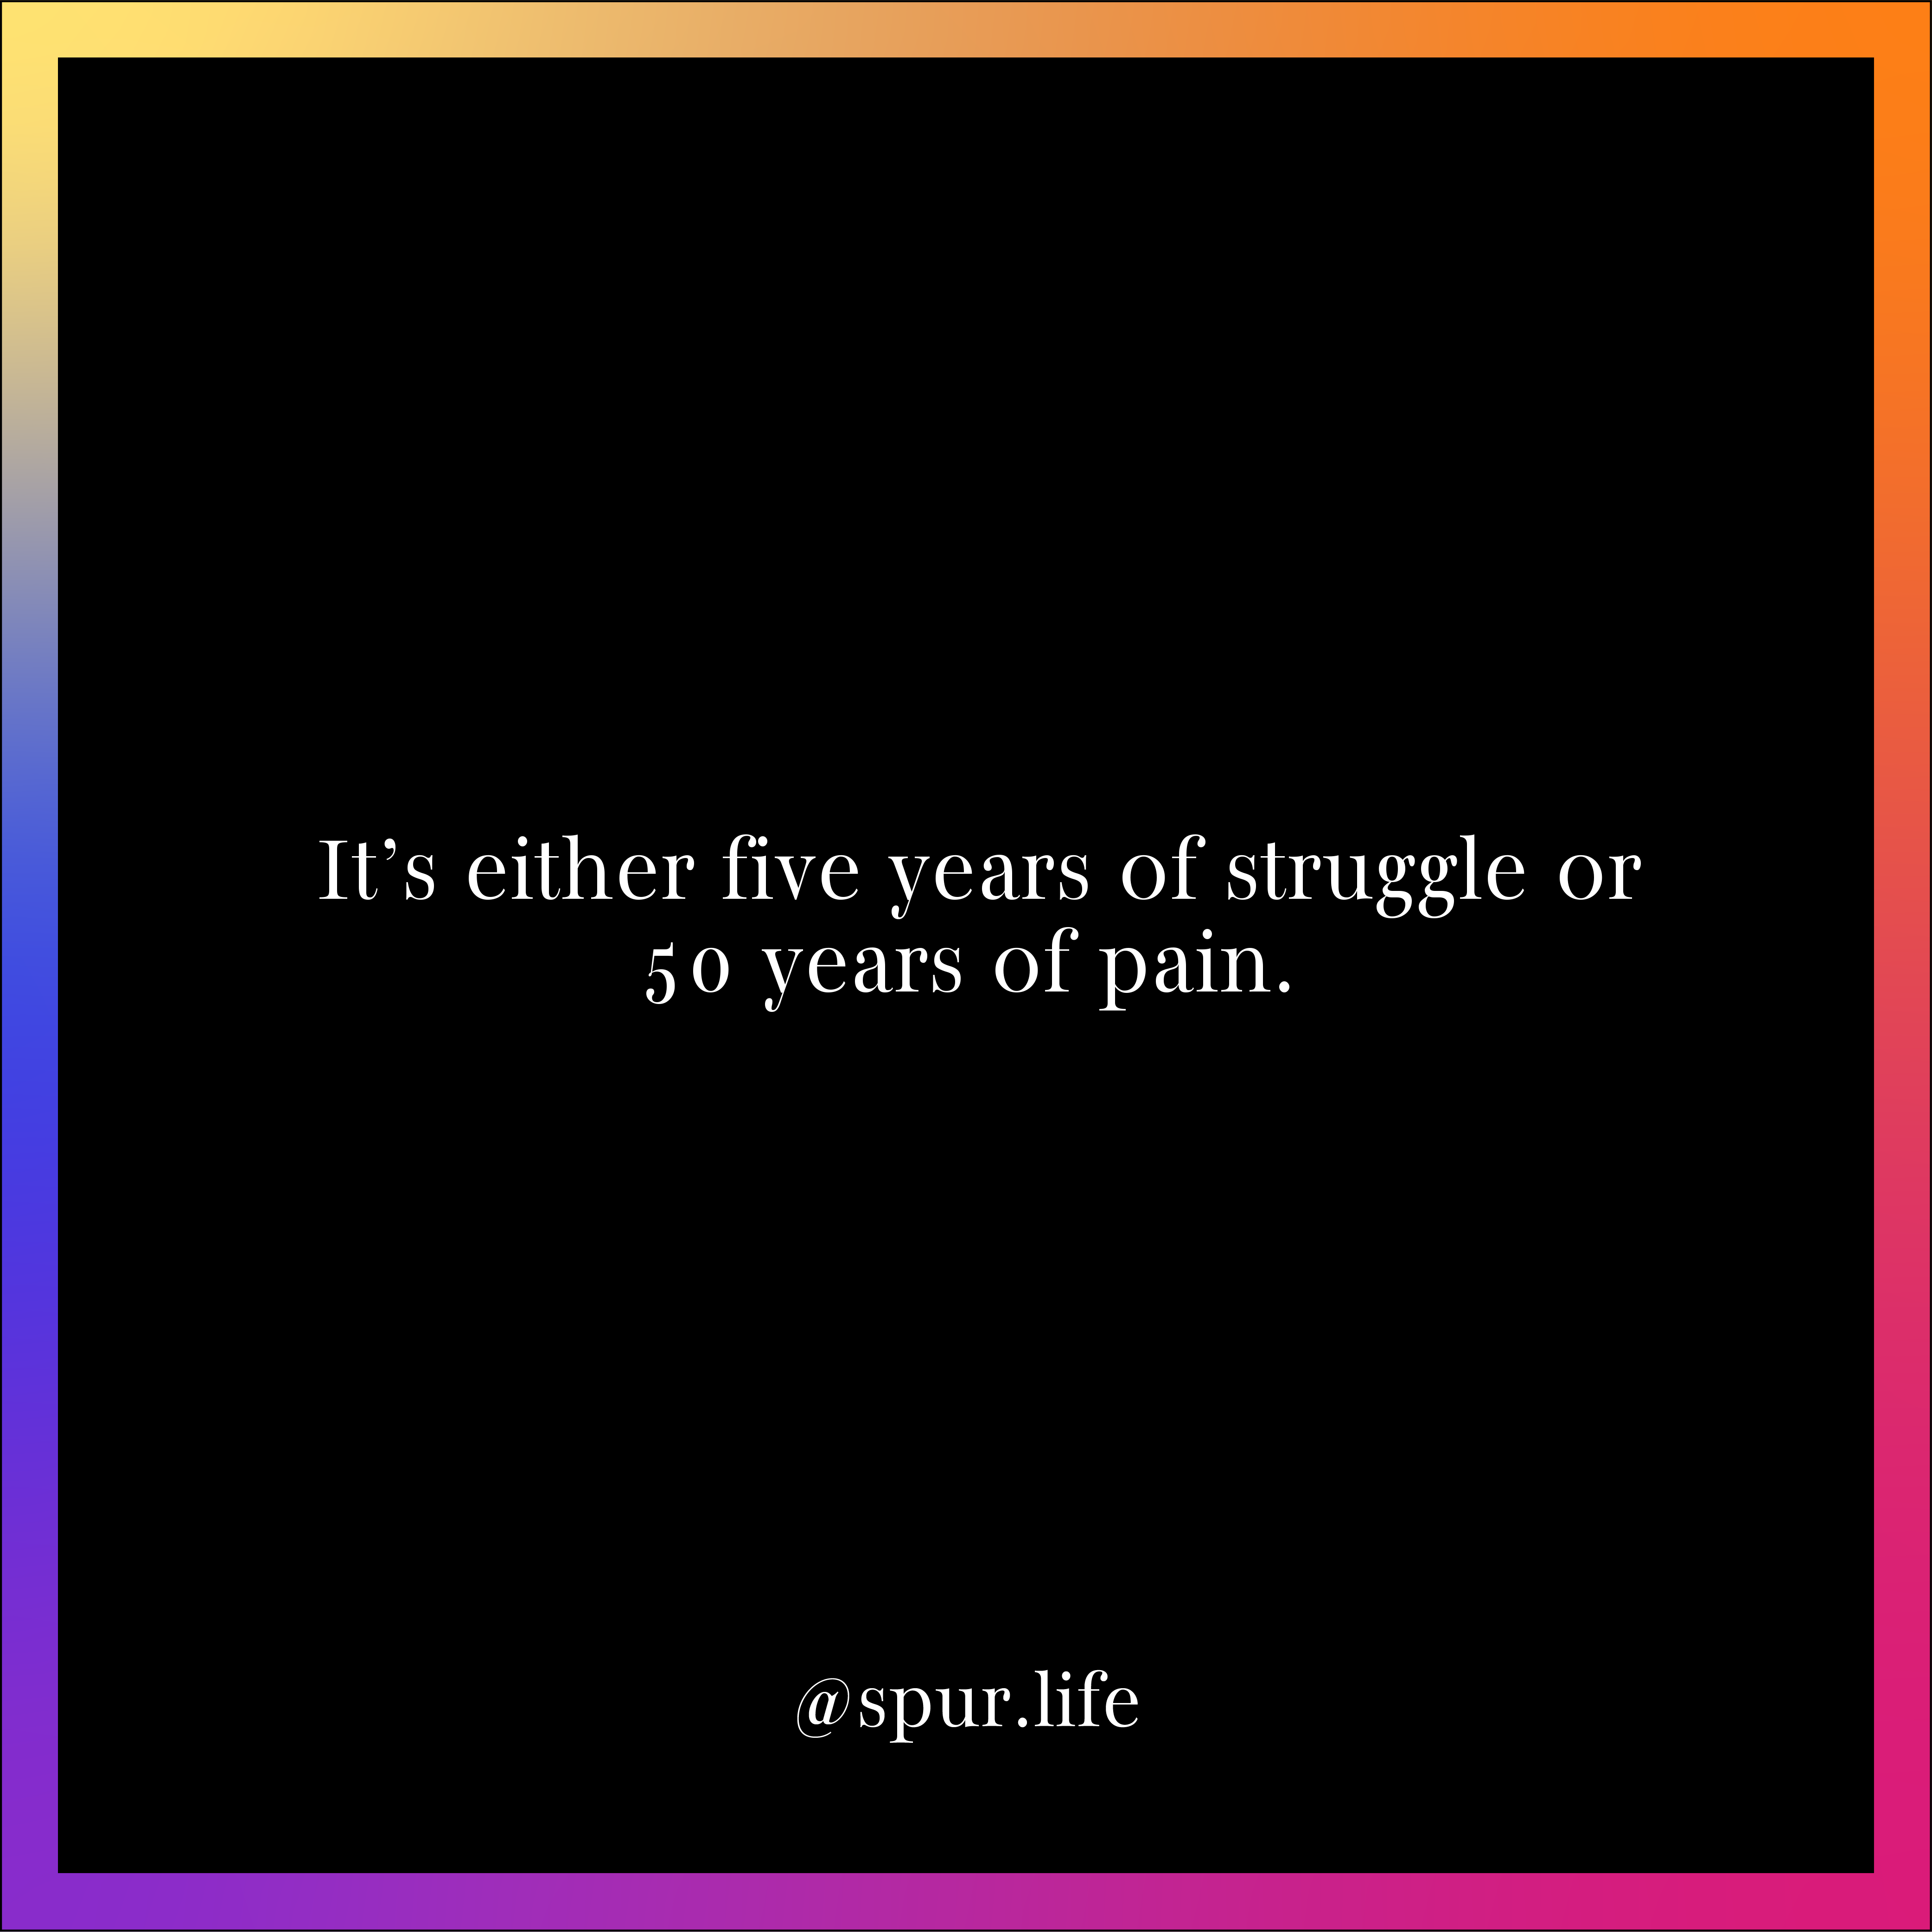 It’s either five years of struggle or
50 years of pain.
@spur.life